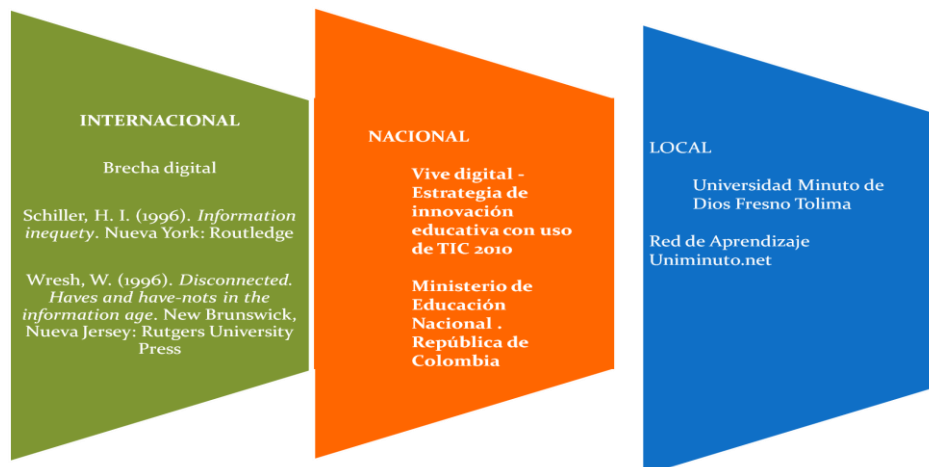 INTERNACIONAL
Brecha digital
Schiller, H. I. (1996). Information
inequety. Nueva York: Routledge
Wresh, W. (1996). Disconnected.
Haves and have-nots in the
information age. New Brunswick,
Nueva Jersey: Rutgers University
Press
NACIONAL
Vive digital -
Estrategia de
innovación
educativa con uso
de TIC 2010
Ministerio de
Educación
Nacional .
República de
Colombia
LOCAL
Universidad Minuto de
Dios Fresno Tolima
Red de Aprendizaje
Uniminuto.net